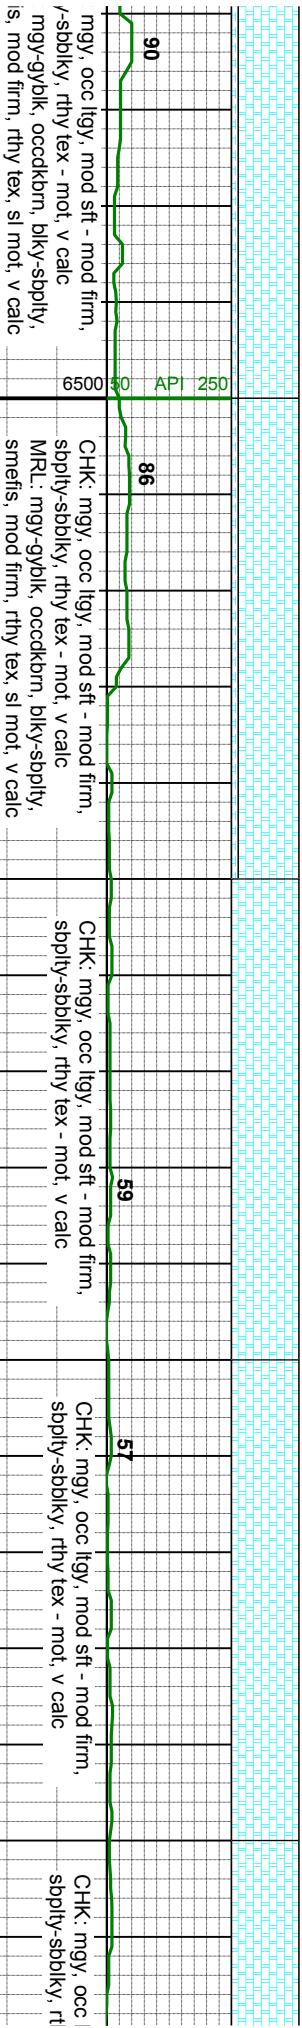 90
mgy, occ ltgy, mod sft - mod firm,
y-sbblky, rthy tex - mot, v calc
mgy-gyblk, occdkbrn, blky-sbplty,
is, mod firm, rthy tex, sl mot, v calc
6500 50 API 250
86
CHK: mgy, occ ltgy, mod sft - mod firm,
sbplty-sbblky, rthy tex - mot, v calc
MRL: mgy-gyblk, occdkbrn, blky-sbplty,
smefis, mod firm, rthy tex, sl mot, v calc
CHK: mgy, occ ltgy, mod sft - mod firm,
sbplty-sbblky, rthy tex - mot, v calc
59
57
CHK: mgy, occ ltgy, mod sft - mod firm,
sbplty-sbblky, rthy tex - mot, v calc
CHK: mgy, occ
sbplty-sbblky, rt